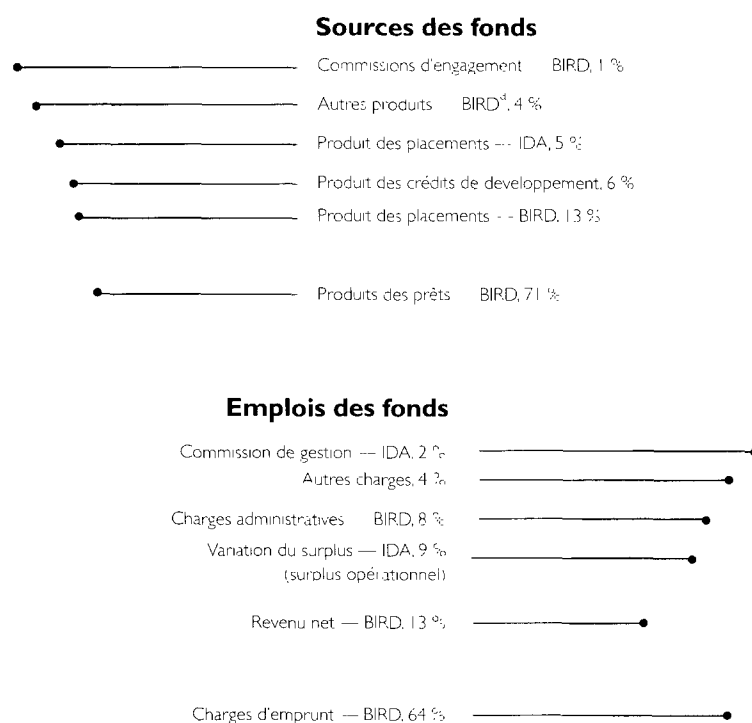 Sources des fonds
Commissions d'engagement BIRD, 1 %
Autres produits BIRDᵈ, 4 %
Produit des placements -- IDA, 5 %
Produit des crédits de developpement, 6 %
Produit des placements - - BIRD, 13 %
Produits des prêts BIRD, 71 %
Emplois des fonds
Commission de gestion — IDA, 2 %
Autres charges, 4 %
Charges administratives BIRD, 8 %
Variation du surplus — IDA, 9 %
(surplus opérationnel)
Revenu net — BIRD, 13 %
Charges d'emprunt — BIRD, 64 %